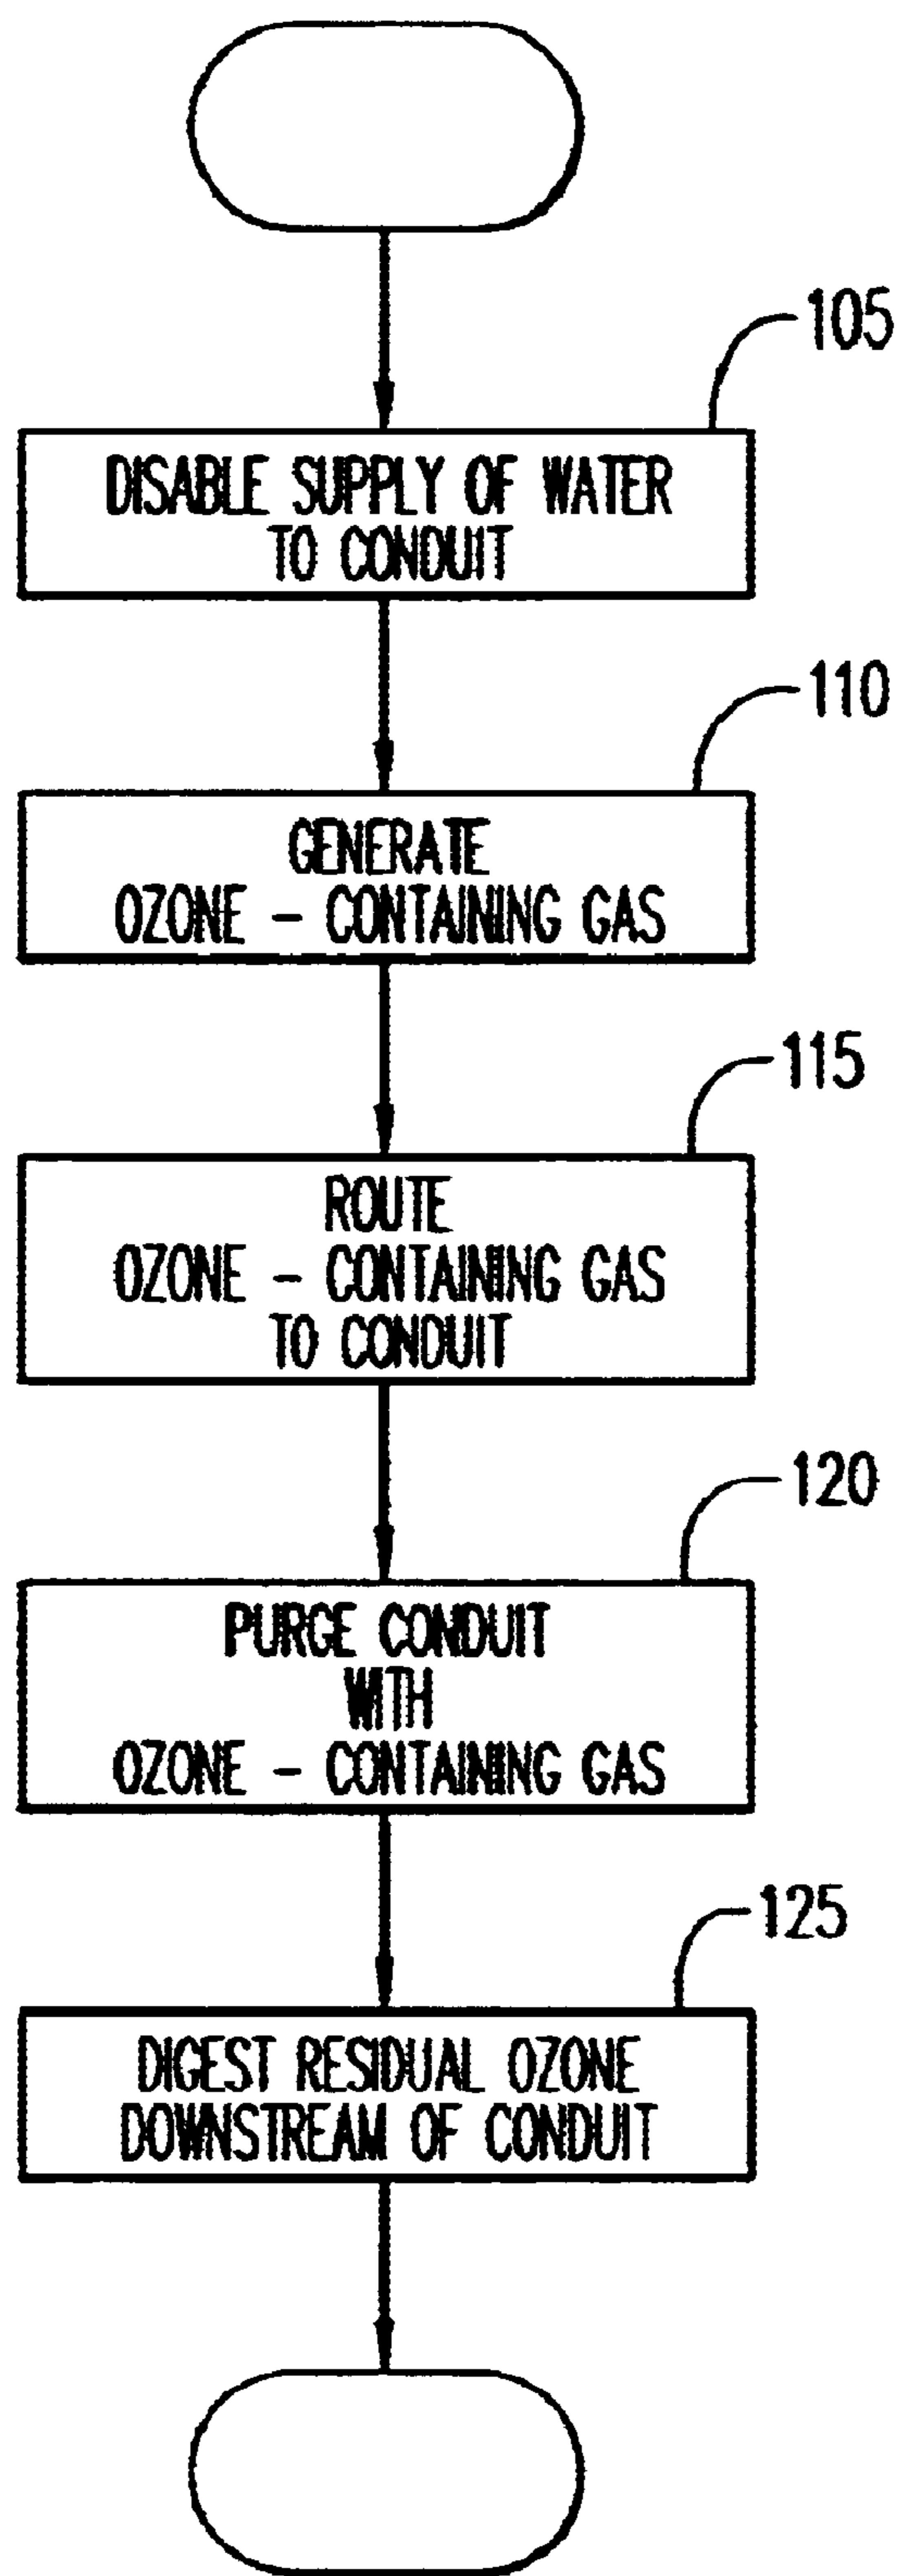 105
DISABLE SUPPLY OF WATER
TO CONDUIT
110
GENERATE
OZONE - CONTAINING GAS
115
ROUTE
OZONE - CONTAINING GAS
TO CONDUIT
120
PURGE CONDUIT
WITH
OZONE - CONTAINING GAS
125
DIGEST RESIDUAL OZONE
DOWNSTREAM OF CONDUIT